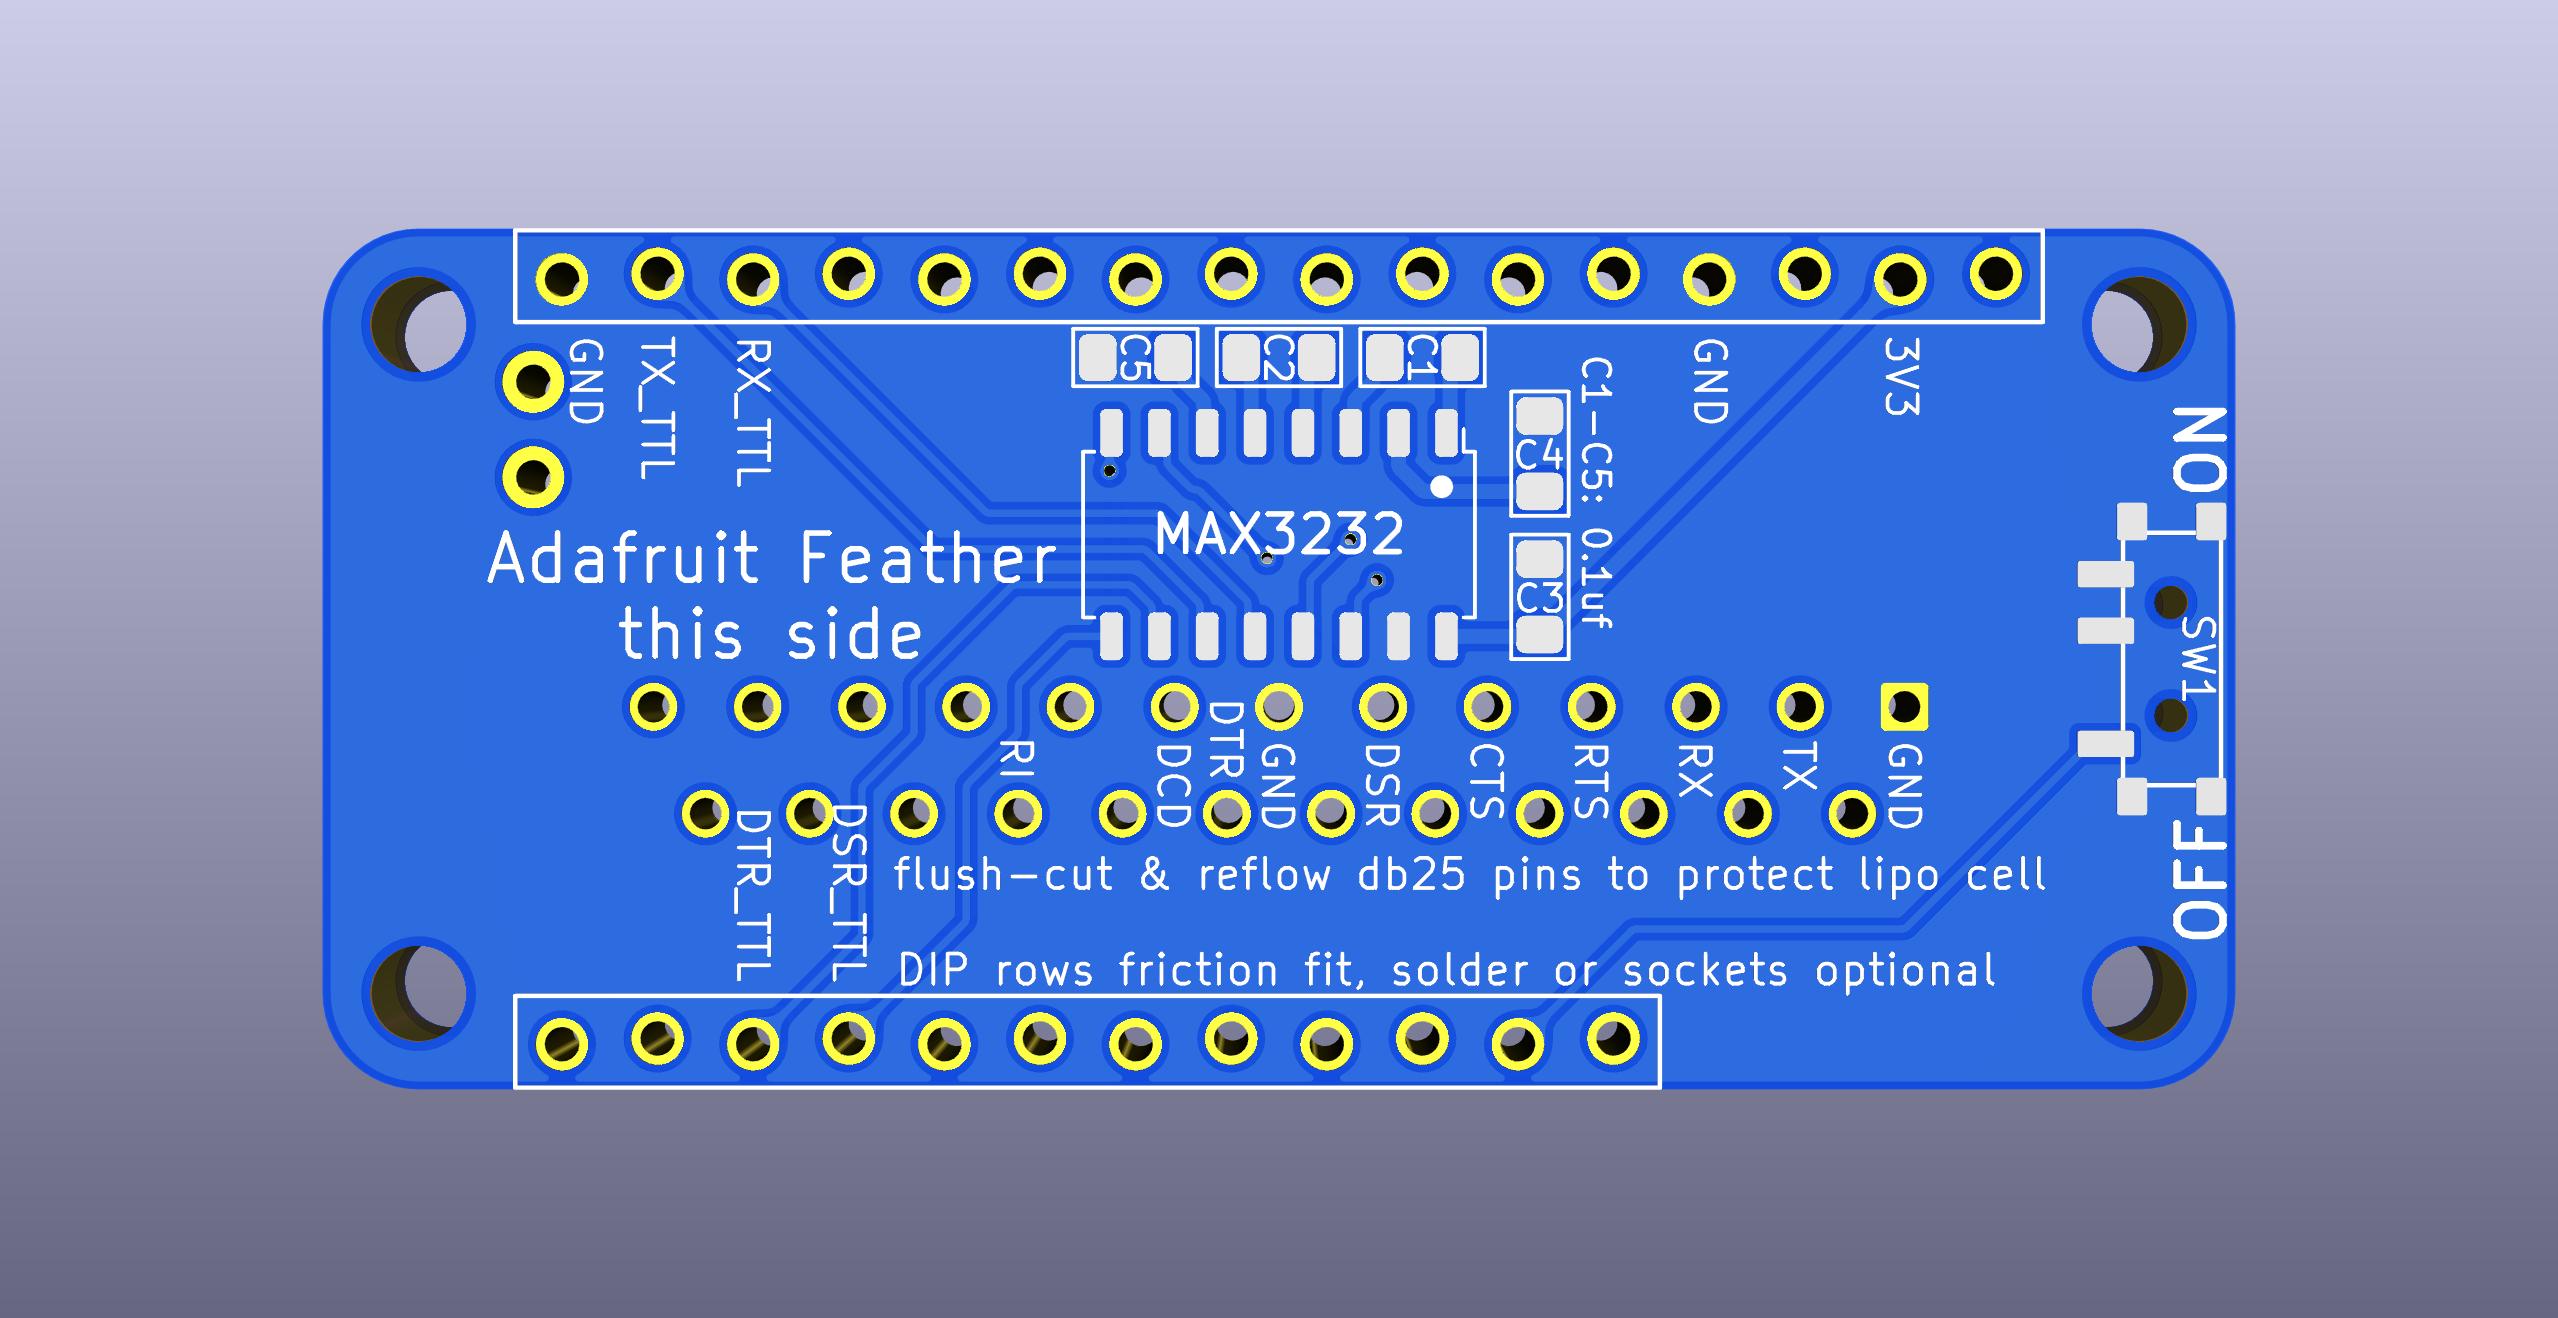 GND
TX_TTL
RX_TTL
C5
C2
C1
C4
C3
C1-C5: 0.1uf
GND
3V3
ON
MAX3232
Adafruit Feather
this side
SW1
OFF
RI
DCD
DTR
GND
DSR
CTS
RTS
RX
TX
GND
DTR_TTL
DSR_TTL
flush-cut & reflow db25 pins to protect lipo cell
DIP rows friction fit, solder or sockets optional